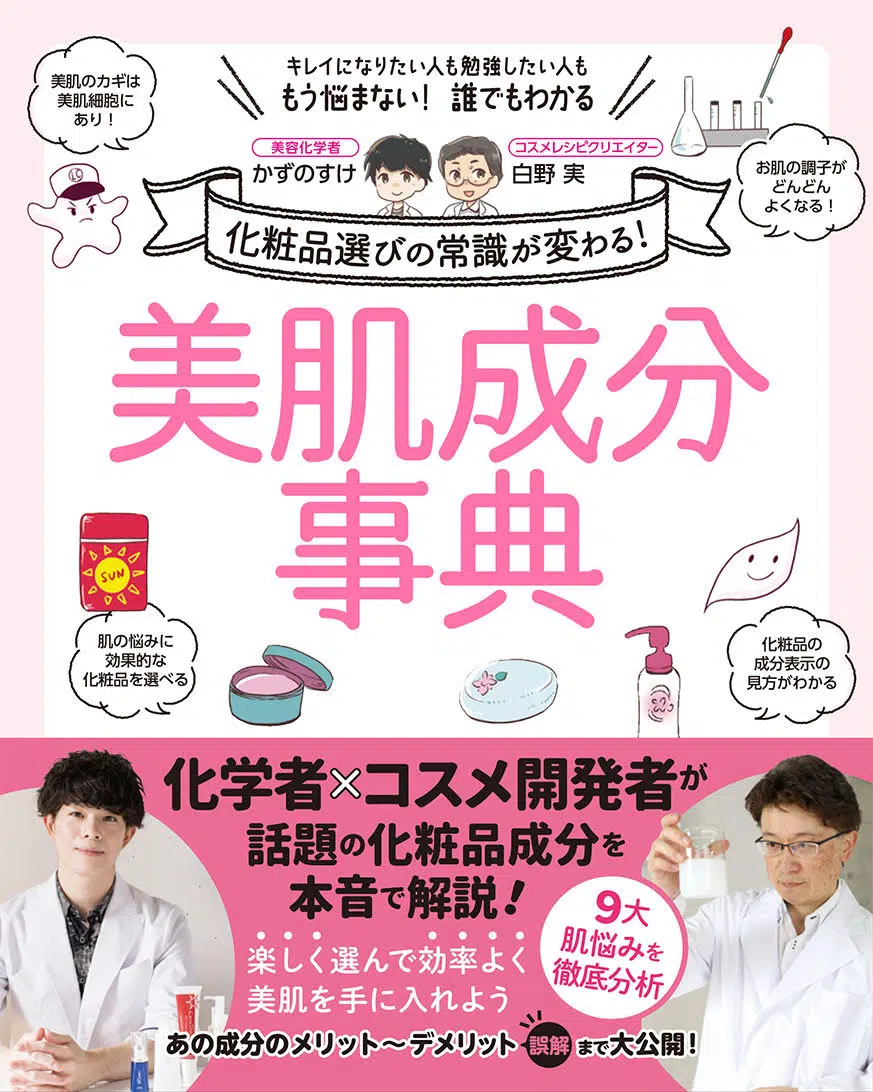 キレイになりたい人も勉強したい人も
もう悩まない! 誰でもわかる
美肌のカギは
美肌細胞に
あり!
美容化学者
かずのすけ
コスメレシピクリエイター
白野 実
お肌の調子が
どんどん
よくなる!
化粧品選びの常識が変わる!
美肌成分
事典
SUN
肌の悩みに
効果的な
化粧品を選べる
化粧品の
成分表示の
見方がわかる
化学者×コスメ開発者が
話題の化粧品成分を
本音で解説!
楽しく選んで効率よく
美肌を手に入れよう
9大
肌悩みを
徹底分析
あの成分のメリット〜デメリット 誤解 まで大公開!